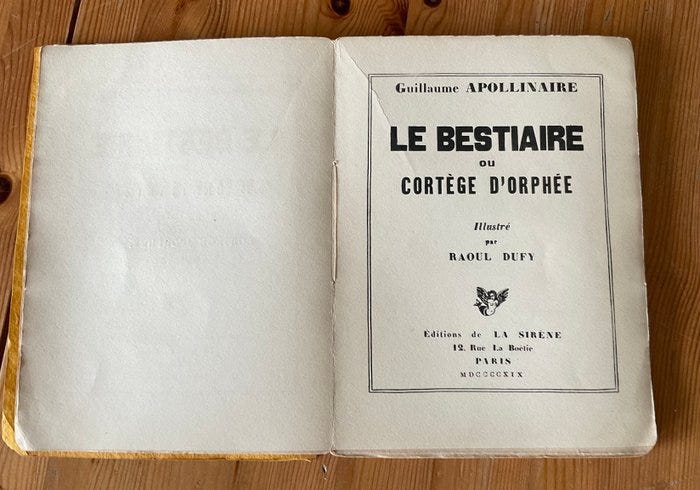 Guillaume APOLLINAIRE
LE BESTIAIRE
OU
CORTÈGE D'ORPHÉE
Illustré
par
RAOUL DUFY
Éditions de LA SIRÈNE
12, Rue La Boëtie
PARIS
MDCCCCXIX